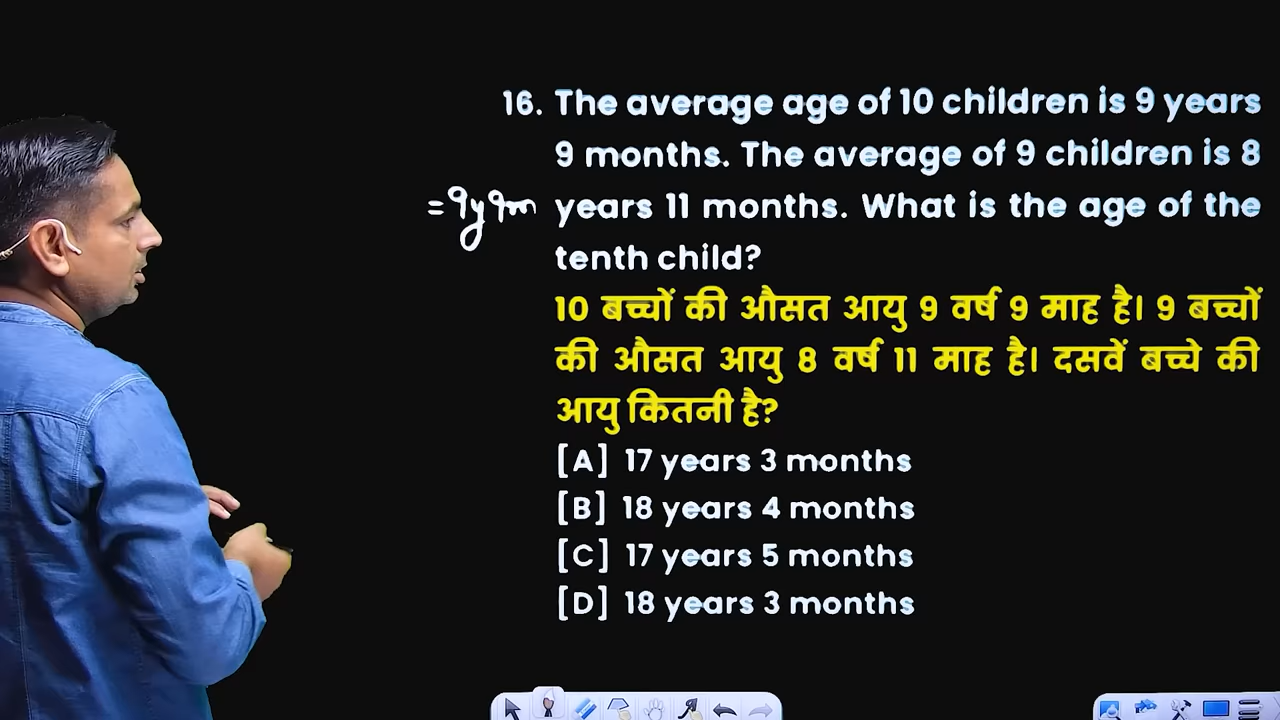 16. The average age of 10 children is 9 years
9 months. The average of 9 children is 8
= 9y 9m years 11 months. What is the age of the
tenth child?
10 बच्चों की औसत आयु 9 वर्ष 9 माह है। 9 बच्चों
की औसत आयु 8 वर्ष 11 माह है। दसवें बच्चे की
आयु कितनी है?
[A] 17 years 3 months
[B] 18 years 4 months
[C] 17 years 5 months
[D] 18 years 3 months